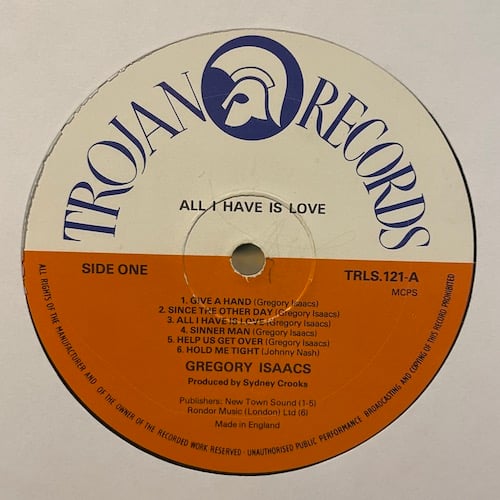 TROJAN RECORDS
ALL I HAVE IS LOVE
SIDE ONE
TRLS.121-A
MCPS
1. GIVE A HAND (Gregory Isaacs)
2. SINCE THE OTHER DAY (Gregory Isaacs)
3. ALL I HAVE IS LOVE (Gregory Isaacs)
4. SINNER MAN (Gregory Isaacs)
5. HELP US GET OVER (Gregory Isaacs)
6. HOLD ME TIGHT (Johnny Nash)
GREGORY ISAACS
Produced by Sydney Crooks
Publishers: New Town Sound (1-5)
Rondor Music (London) Ltd (6)
Made in England
ALL RIGHTS OF THE MANUFACTURER AND OF THE OWNER OF THE RECORDED WORK RESERVED - UNAUTHORISED PUBLIC PERFORMANCE BROADCASTING AND COPYING OF THIS RECORD PROHIBITED